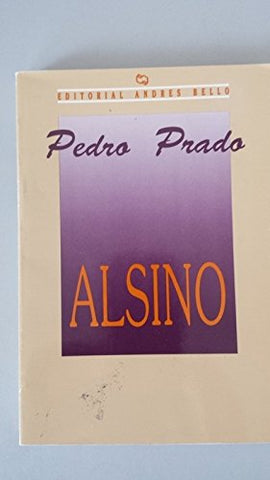 EDITORIAL ANDRES BELLO
Pedro Prado
ALSINO